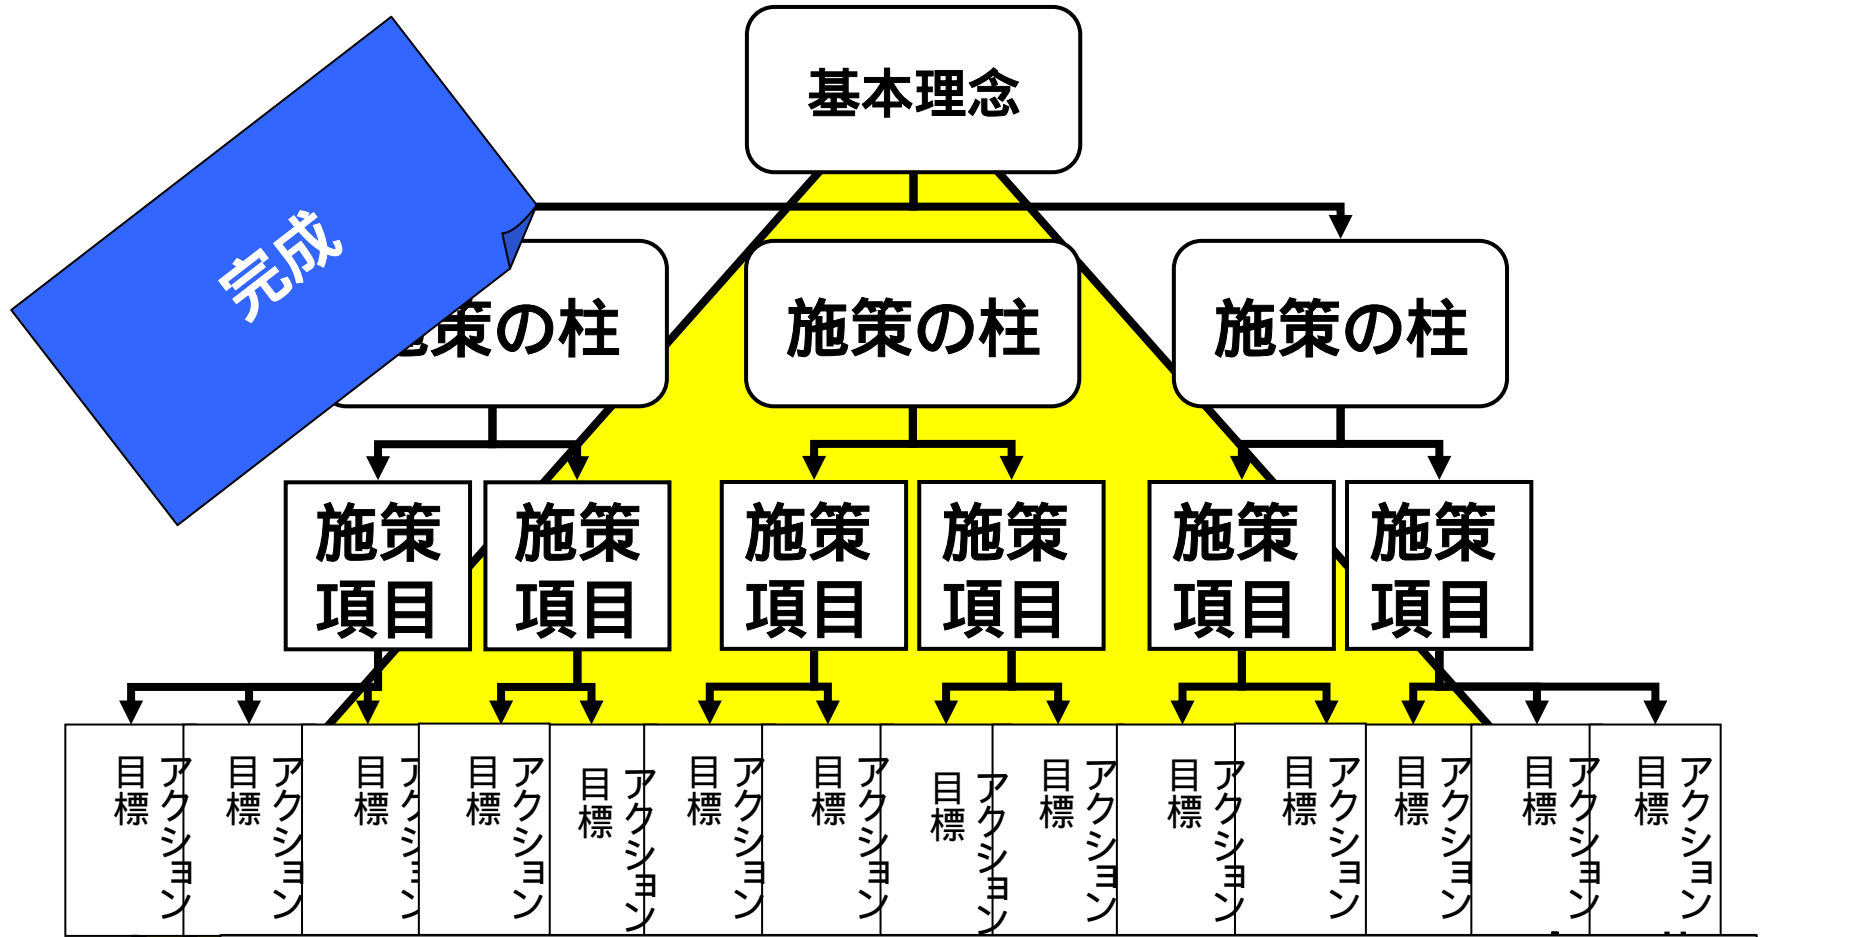 基本理念
完成
策の柱
施策の柱
施策の柱
施策
項目
施策
項目
施策
項目
施策
項目
施策
項目
施策
項目
アクション
目標
アクション
目標
アクション
目標
アクション
目標
アクション
目標
アクション
目標
アクション
目標
アクション
目標
アクション
目標
アクション
目標
アクション
目標
アクション
目標
アクション
目標
アクション
目標